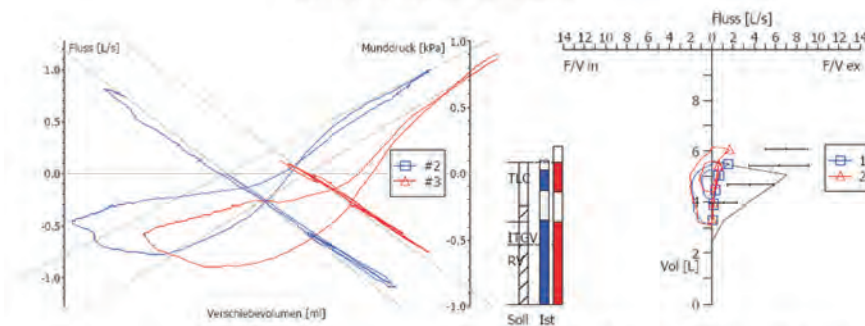 Fluss [L/s]
Munddruck [kPa]
1.0
0.5
0.0
-0.5
-1.0
1.0
0.5
0.0
-0.5
-1.0
#2
#3
Verschiebevolumen [ml]
TLC
ITGV
RV
Soll Ist
Fluss [L/s]
14 12 10 8 6 4 2 0 2 4 6 8 10 12 14
F/V in
F/V ex
8
6
4
2
0
Vol [L]
1
2